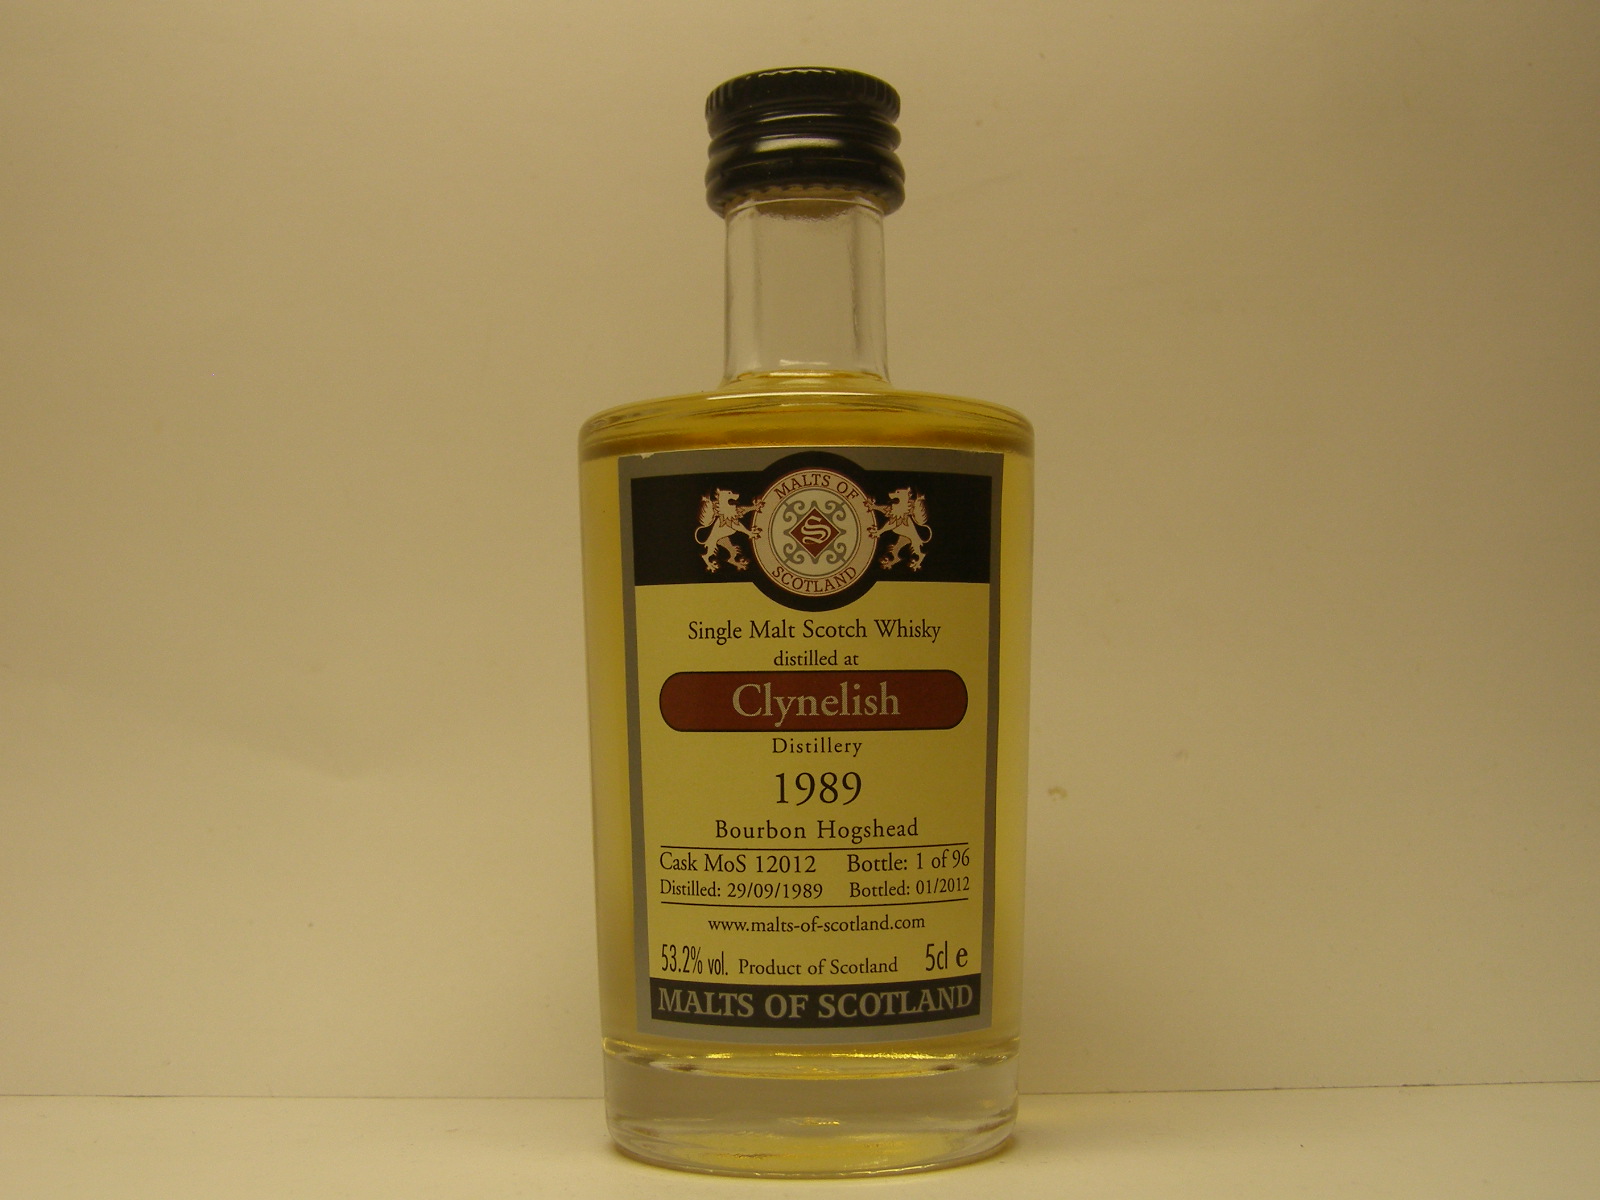 MALTS OF
S
SCOTLAND
Single Malt Scotch Whisky
distilled at
Clynelish
Distillery
1989
Bourbon Hogshead
Cask MoS 12012 Bottle: 1 of 96
Distilled: 29/09/1989 Bottled: 01/2012
www.malts-of-scotland.com
53.2% vol. Product of Scotland 5cl e
MALTS OF SCOTLAND